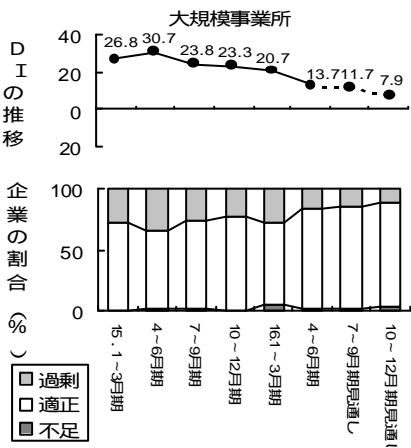 大規模事業所
DIの推移
40
20
0
20
26.8
30.7
23.8
23.3
20.7
13.7
11.7
7.9
企業の割合(%)
100
50
0
15.1~3月期
4~6月期
7~9月期
10~12月期
16.1~3月期
4~6月期
7~9月期見通し
10~12月期見通し
過剰
適正
不足